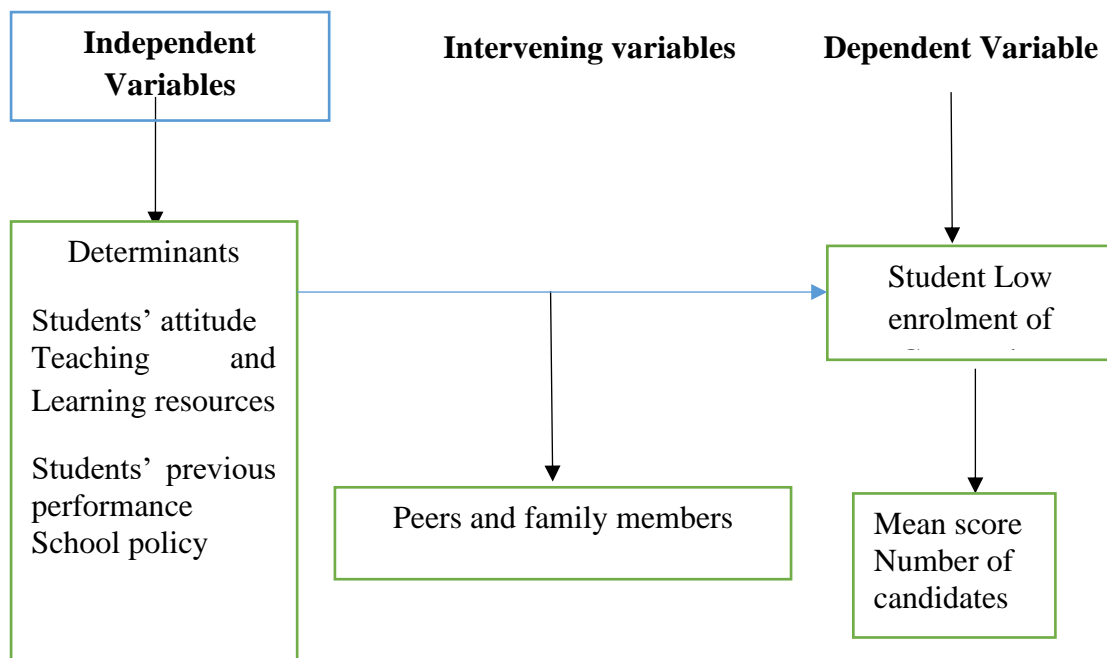 Independent
Variables
Intervening variables
Dependent Variable
Determinants
Students’ attitude
Teaching and
Learning resources
Students’ previous
performance
School policy
Peers and family members
Student Low
enrolment of
Mean score
Number of
candidates